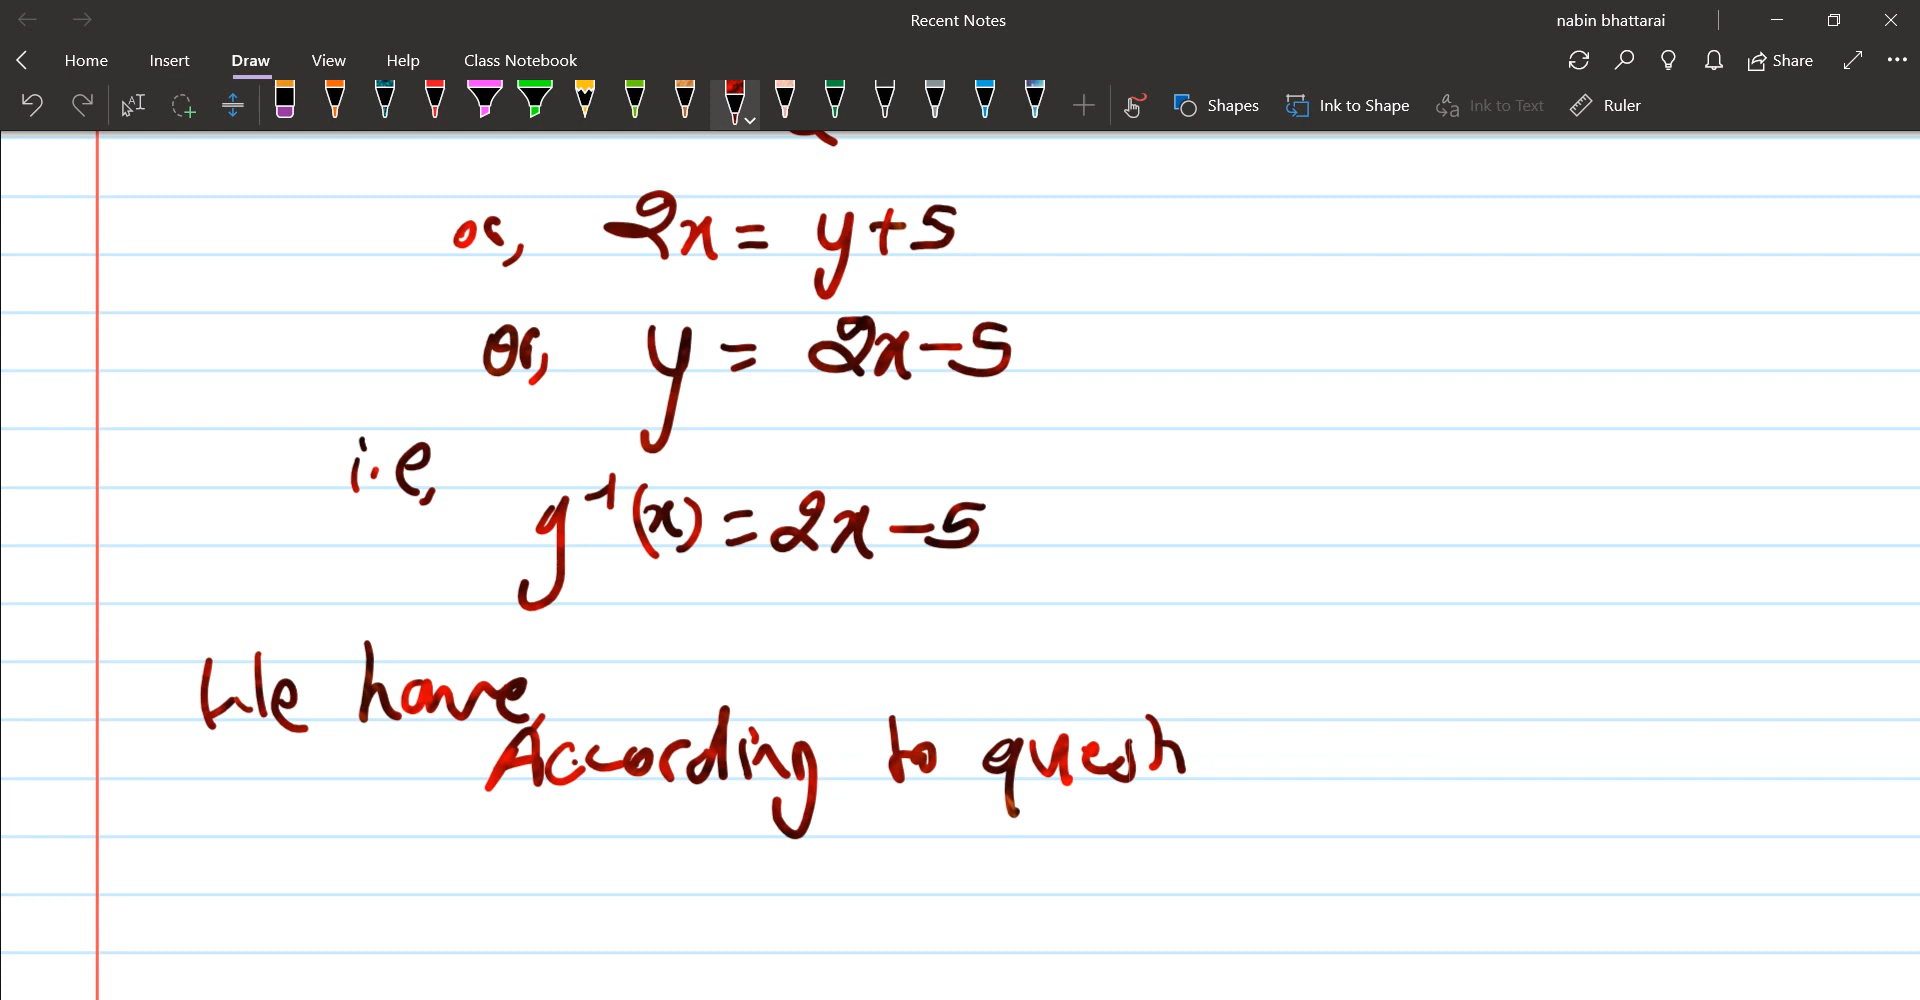 Recent Notes nabin bhattarai
Home Insert Draw View Help Class Notebook Share
Shapes Ink to Shape Ink to Text Ruler
or, 2x = y+5
or, y = 2x-5
i.e,
g⁻¹(x) = 2x-5
We have,
According to quesn